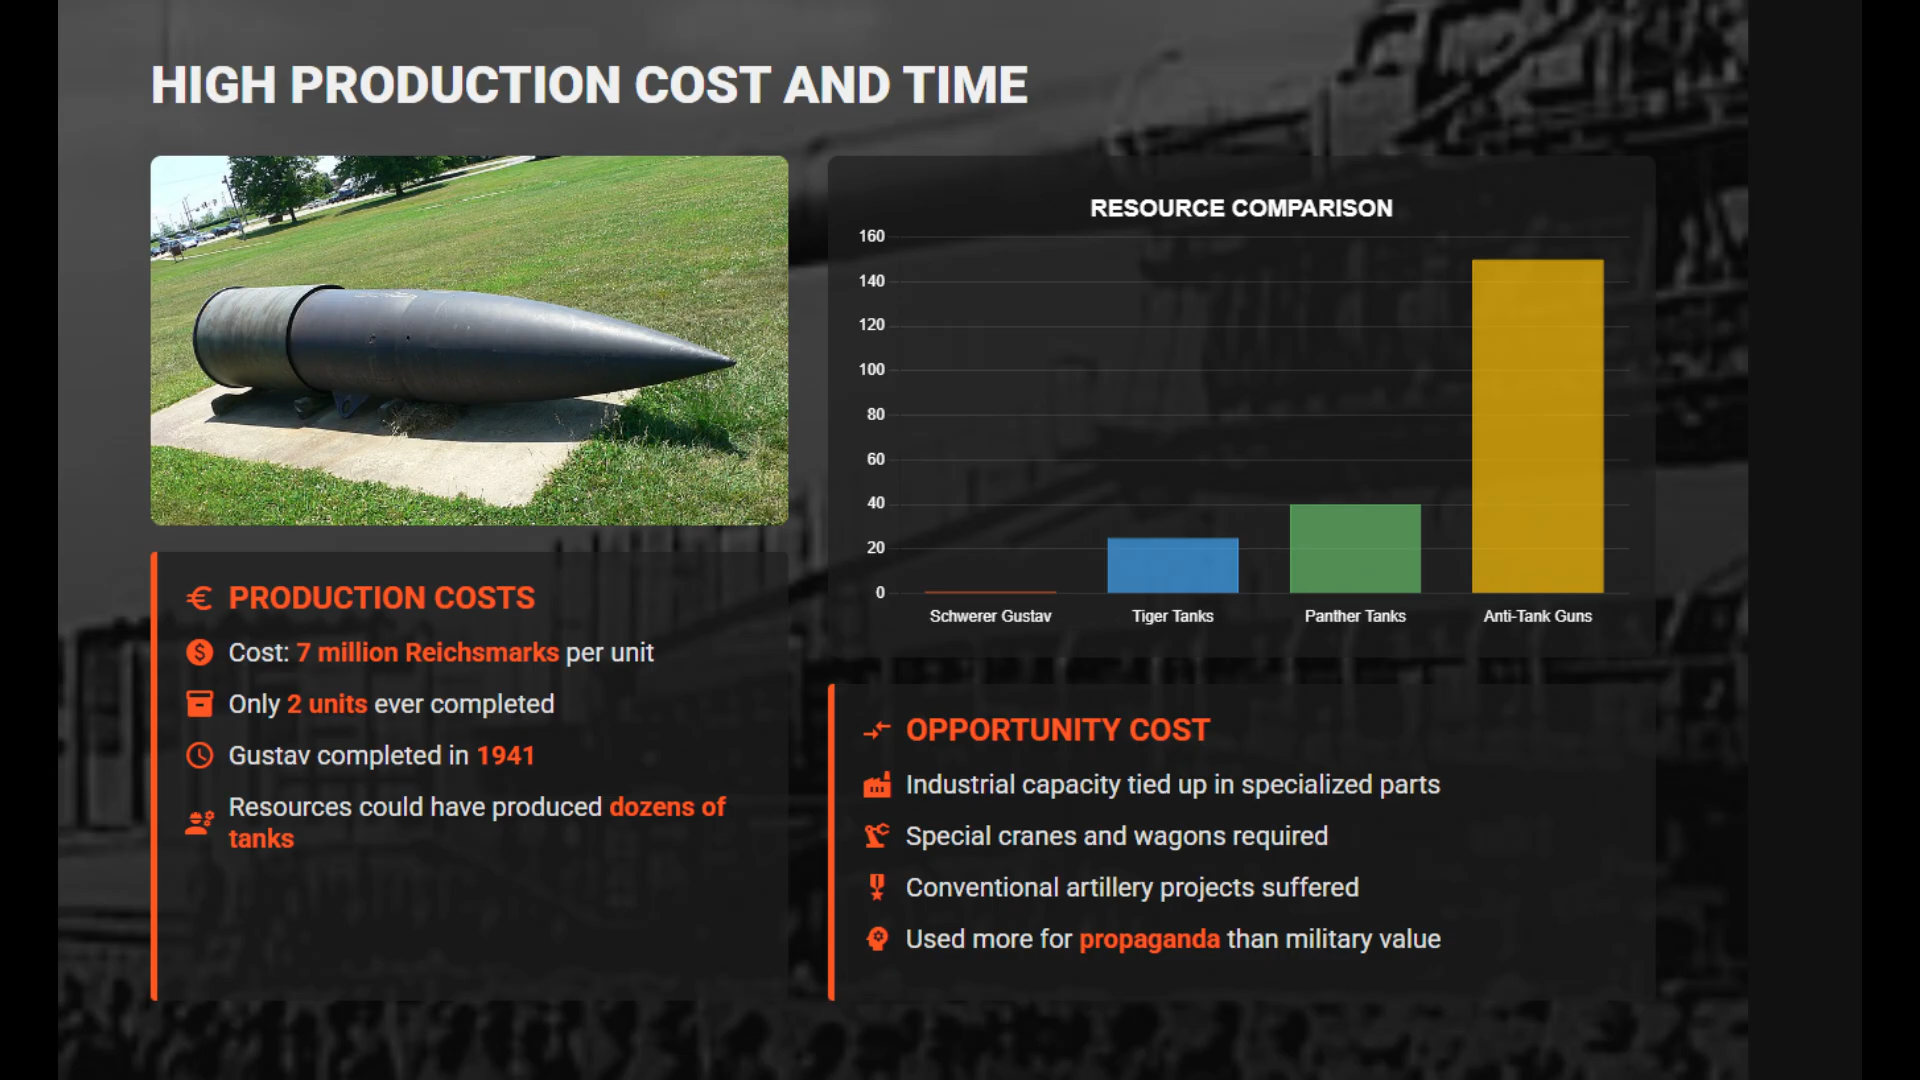 HIGH PRODUCTION COST AND TIME
€ PRODUCTION COSTS
$ Cost: 7 million Reichsmarks per unit
Only 2 units ever completed
Gustav completed in 1941
Resources could have produced dozens of
tanks
RESOURCE COMPARISON
160
140
120
100
80
60
40
20
0
Schwerer Gustav Tiger Tanks Panther Tanks Anti-Tank Guns
OPPORTUNITY COST
Industrial capacity tied up in specialized parts
Special cranes and wagons required
Conventional artillery projects suffered
Used more for propaganda than military value